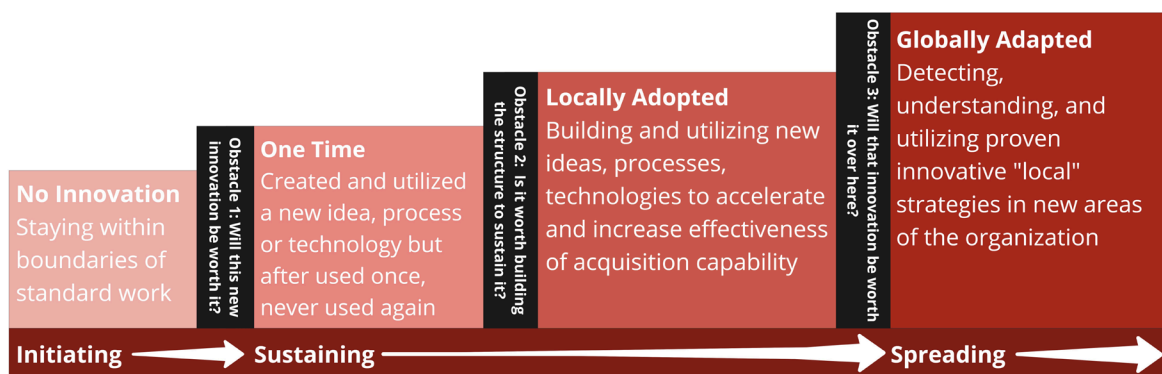 No Innovation
Staying within
boundaries of
standard work
Obstacle 1: Will this new
innovation be worth it?
One Time
Created and utilized
a new idea, process
or technology but
after used once,
never used again
Obstacle 2:  Is it worth building
the structure to sustain it?
Locally Adopted
Building and utilizing new
ideas, processes,
technologies to accelerate
and increase effectiveness
of acquisition capability
Obstacle 3: Will that innovation be worth
it over here?
Globally Adapted
Detecting,
understanding, and
utilizing proven
innovative "local"
strategies in new areas
of the organization
Initiating
Sustaining
Spreading